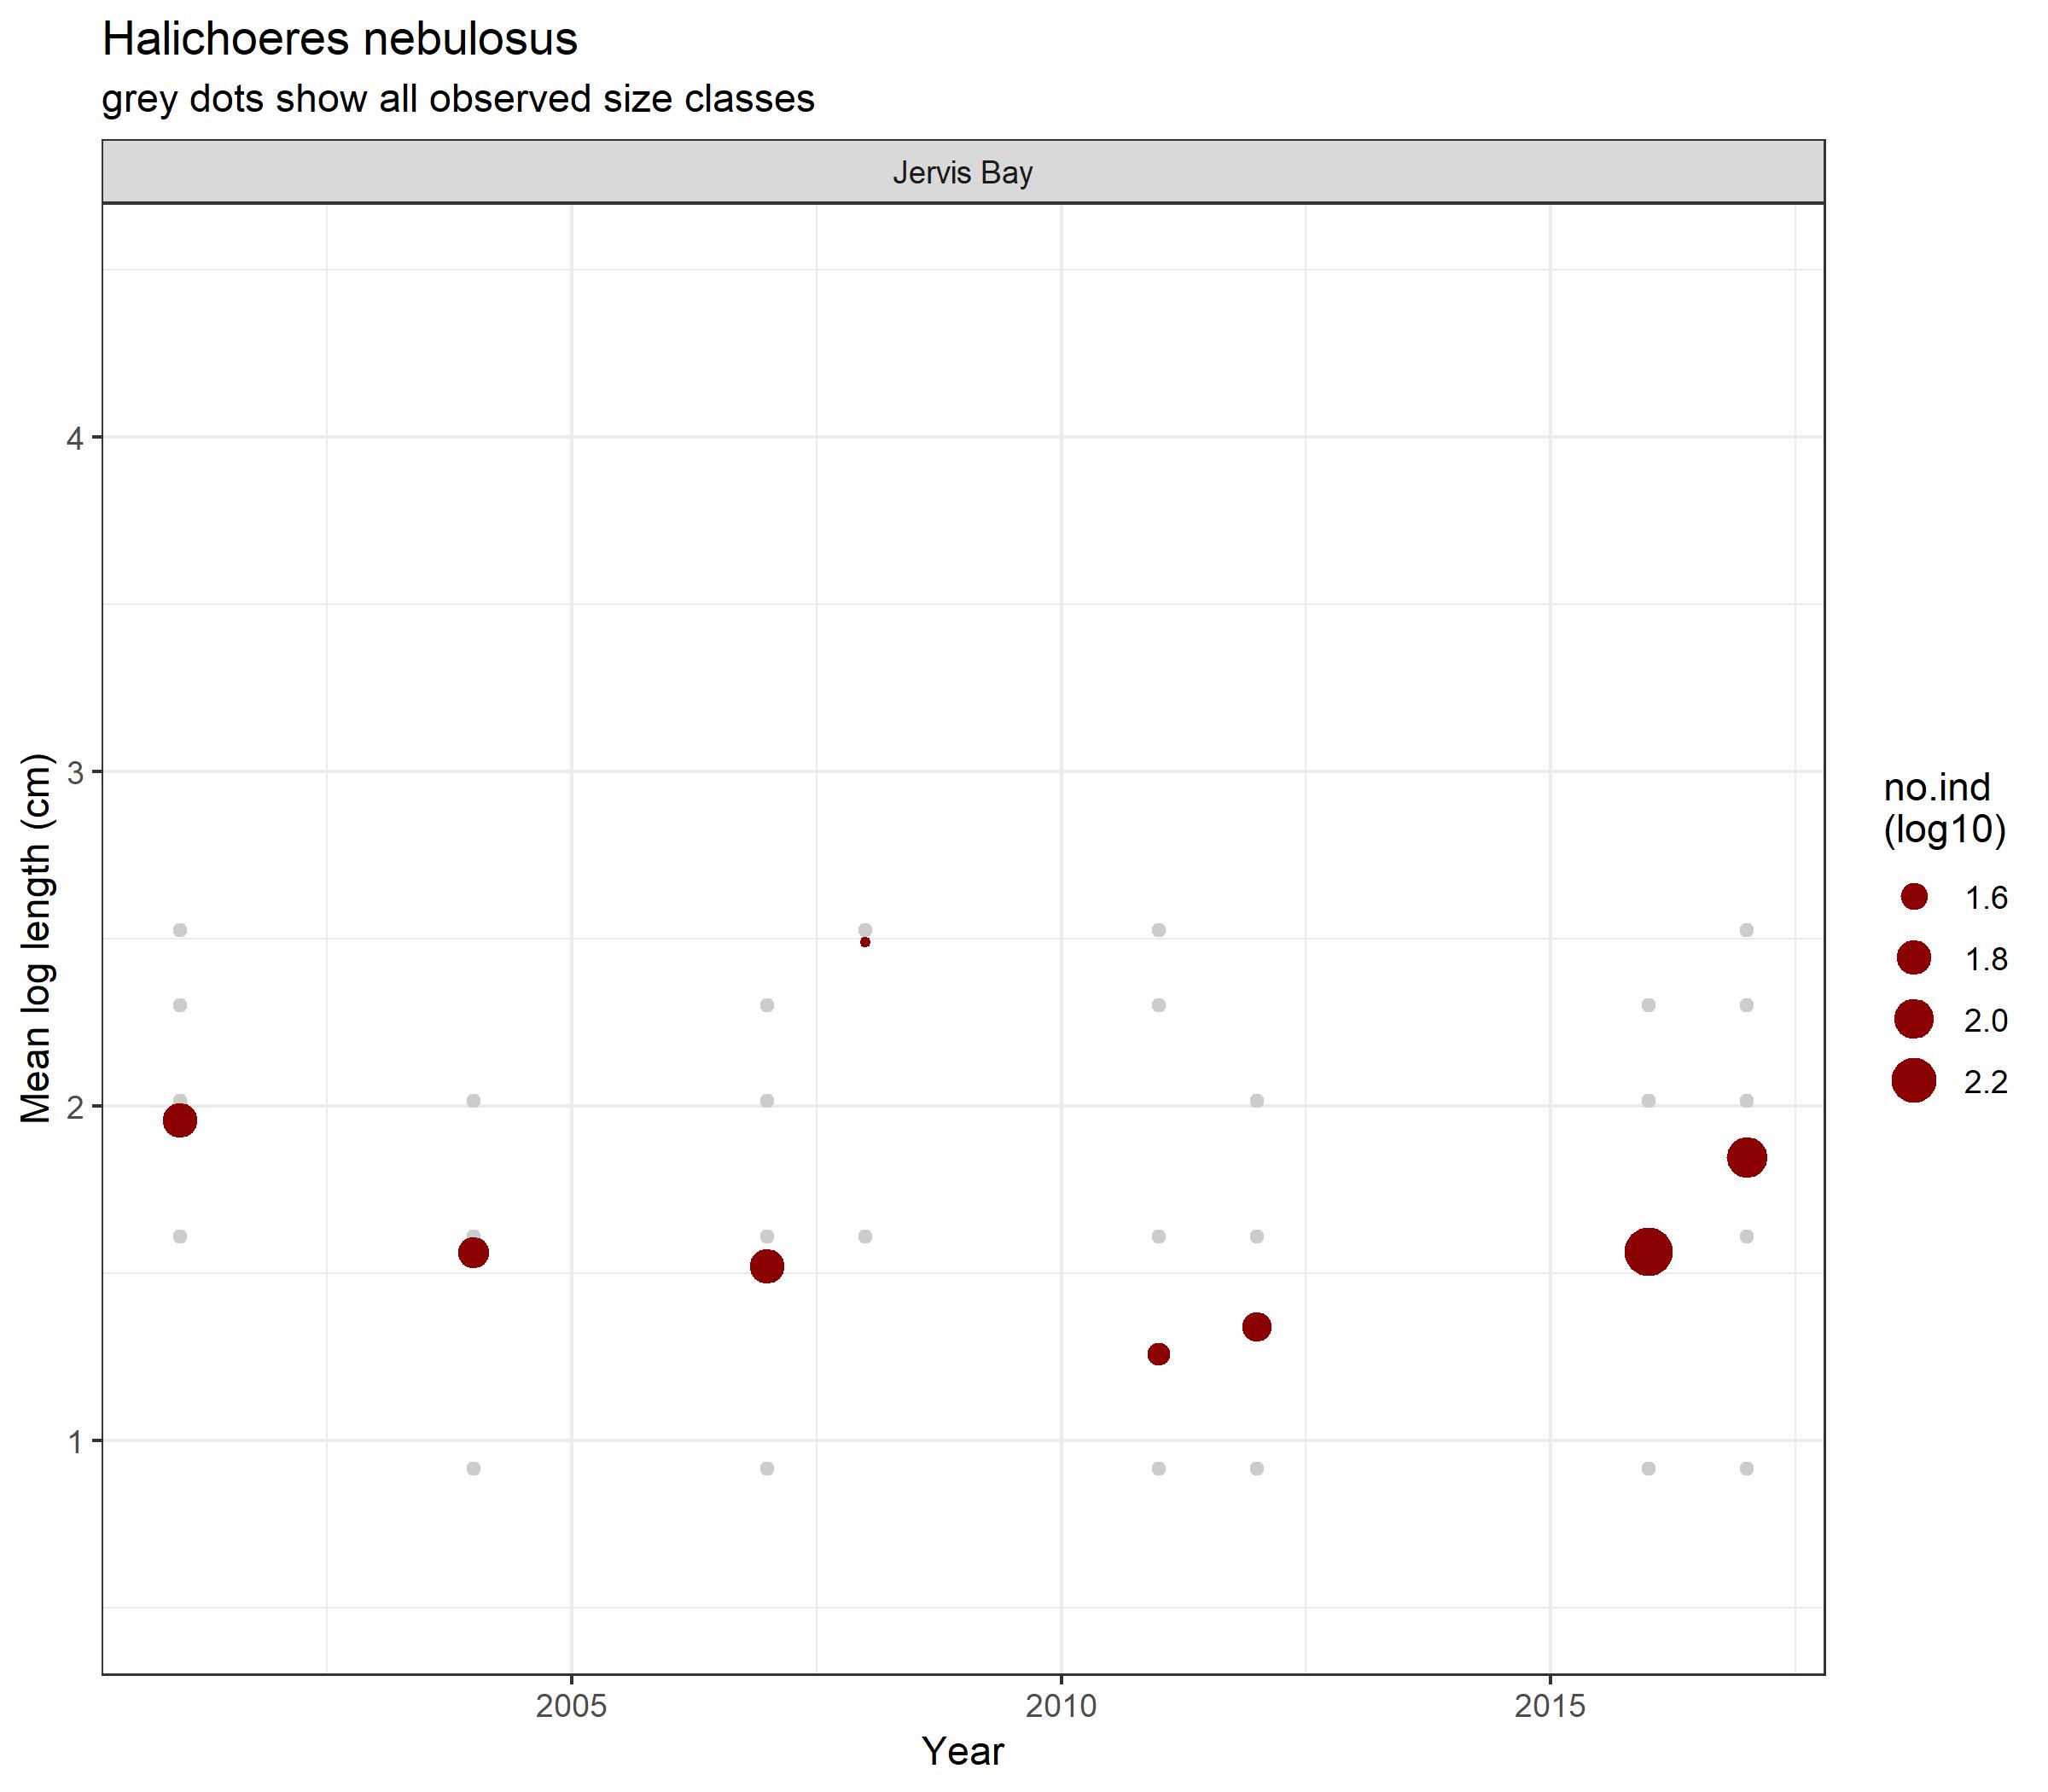 Halichoeres nebulosus
grey dots show all observed size classes
Jervis Bay
Mean log length (cm)
4
3
2
1
2005
2010
2015
Year
no.ind
(log10)
1.6
1.8
2.0
2.2